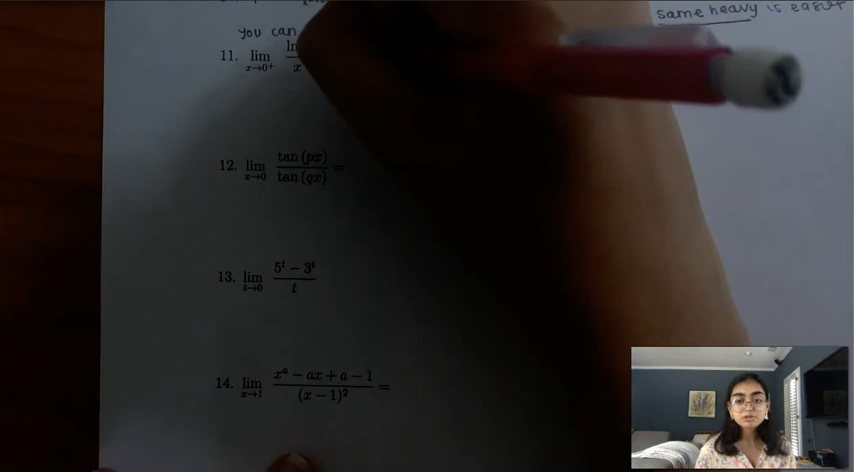 same heavy is easier
you can
11. lim x→0⁺ ln / x
12. lim x→0 tan (px) / tan (qx) =
13. lim t→0 5ᵗ − 3ᵗ / t
14. lim x→1 xᵃ − ax + a − 1 / (x − 1)² =